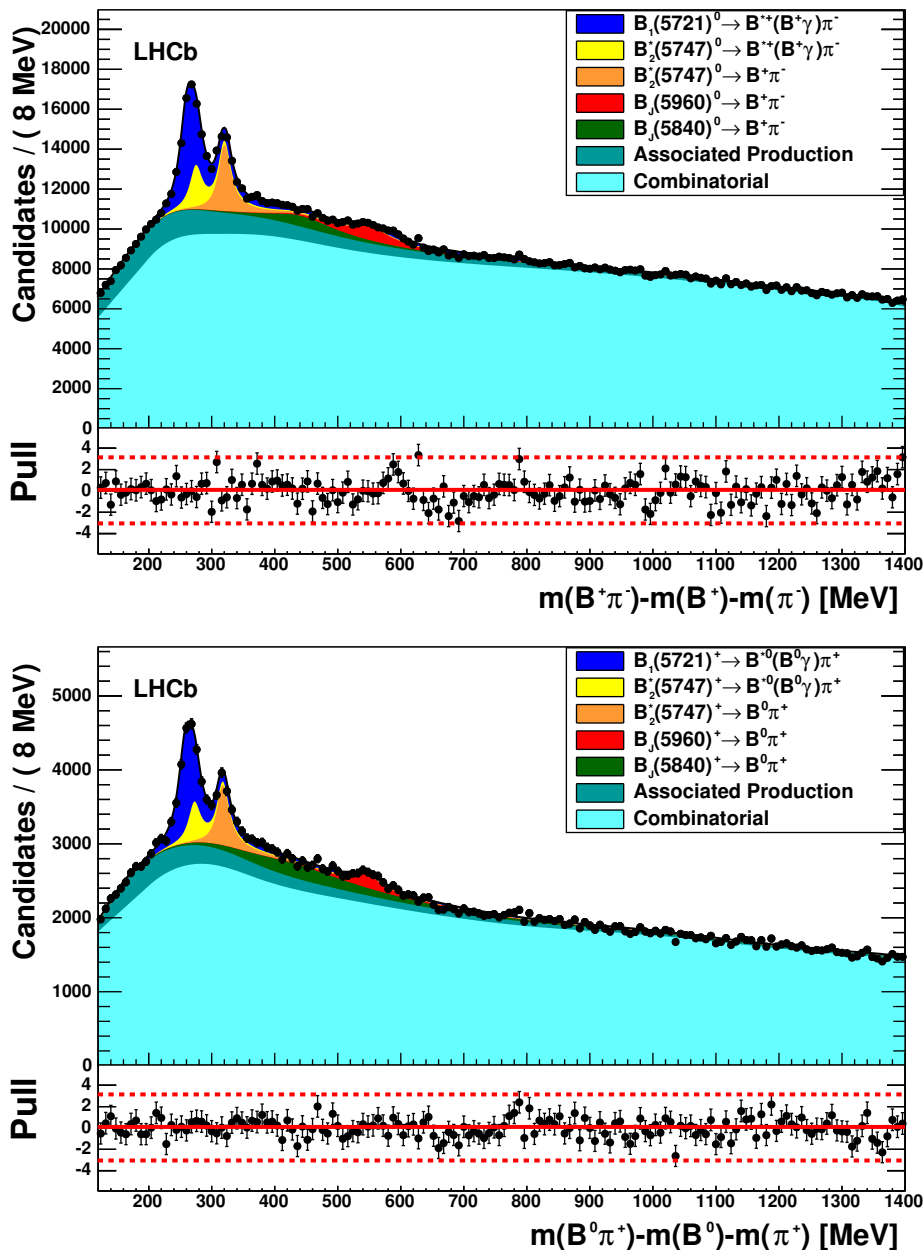 LHCb
B₁(5721)⁰ → B*⁺(B⁺γ)π⁻
B₂*(5747)⁰ → B*⁺(B⁺γ)π⁻
B₂*(5747)⁰ → B⁺π⁻
B_J(5960)⁰ → B⁺π⁻
B_J(5840)⁰ → B⁺π⁻
Associated Production
Combinatorial
Candidates / ( 8 MeV)
20000
18000
16000
14000
12000
10000
8000
6000
4000
2000
0
Pull
4
2
0
-2
-4
200 300 400 500 600 700 800 900 1000 1100 1200 1300 1400
m(B⁺π⁻)-m(B⁺)-m(π⁻) [MeV]
LHCb
B₁(5721)⁺ → B*⁰(B⁰γ)π⁺
B₂*(5747)⁺ → B*⁰(B⁰γ)π⁺
B₂*(5747)⁺ → B⁰π⁺
B_J(5960)⁺ → B⁰π⁺
B_J(5840)⁺ → B⁰π⁺
Associated Production
Combinatorial
Candidates / ( 8 MeV)
5000
4000
3000
2000
1000
0
Pull
4
2
0
-2
-4
200 300 400 500 600 700 800 900 1000 1100 1200 1300 1400
m(B⁰π⁺)-m(B⁰)-m(π⁺) [MeV]